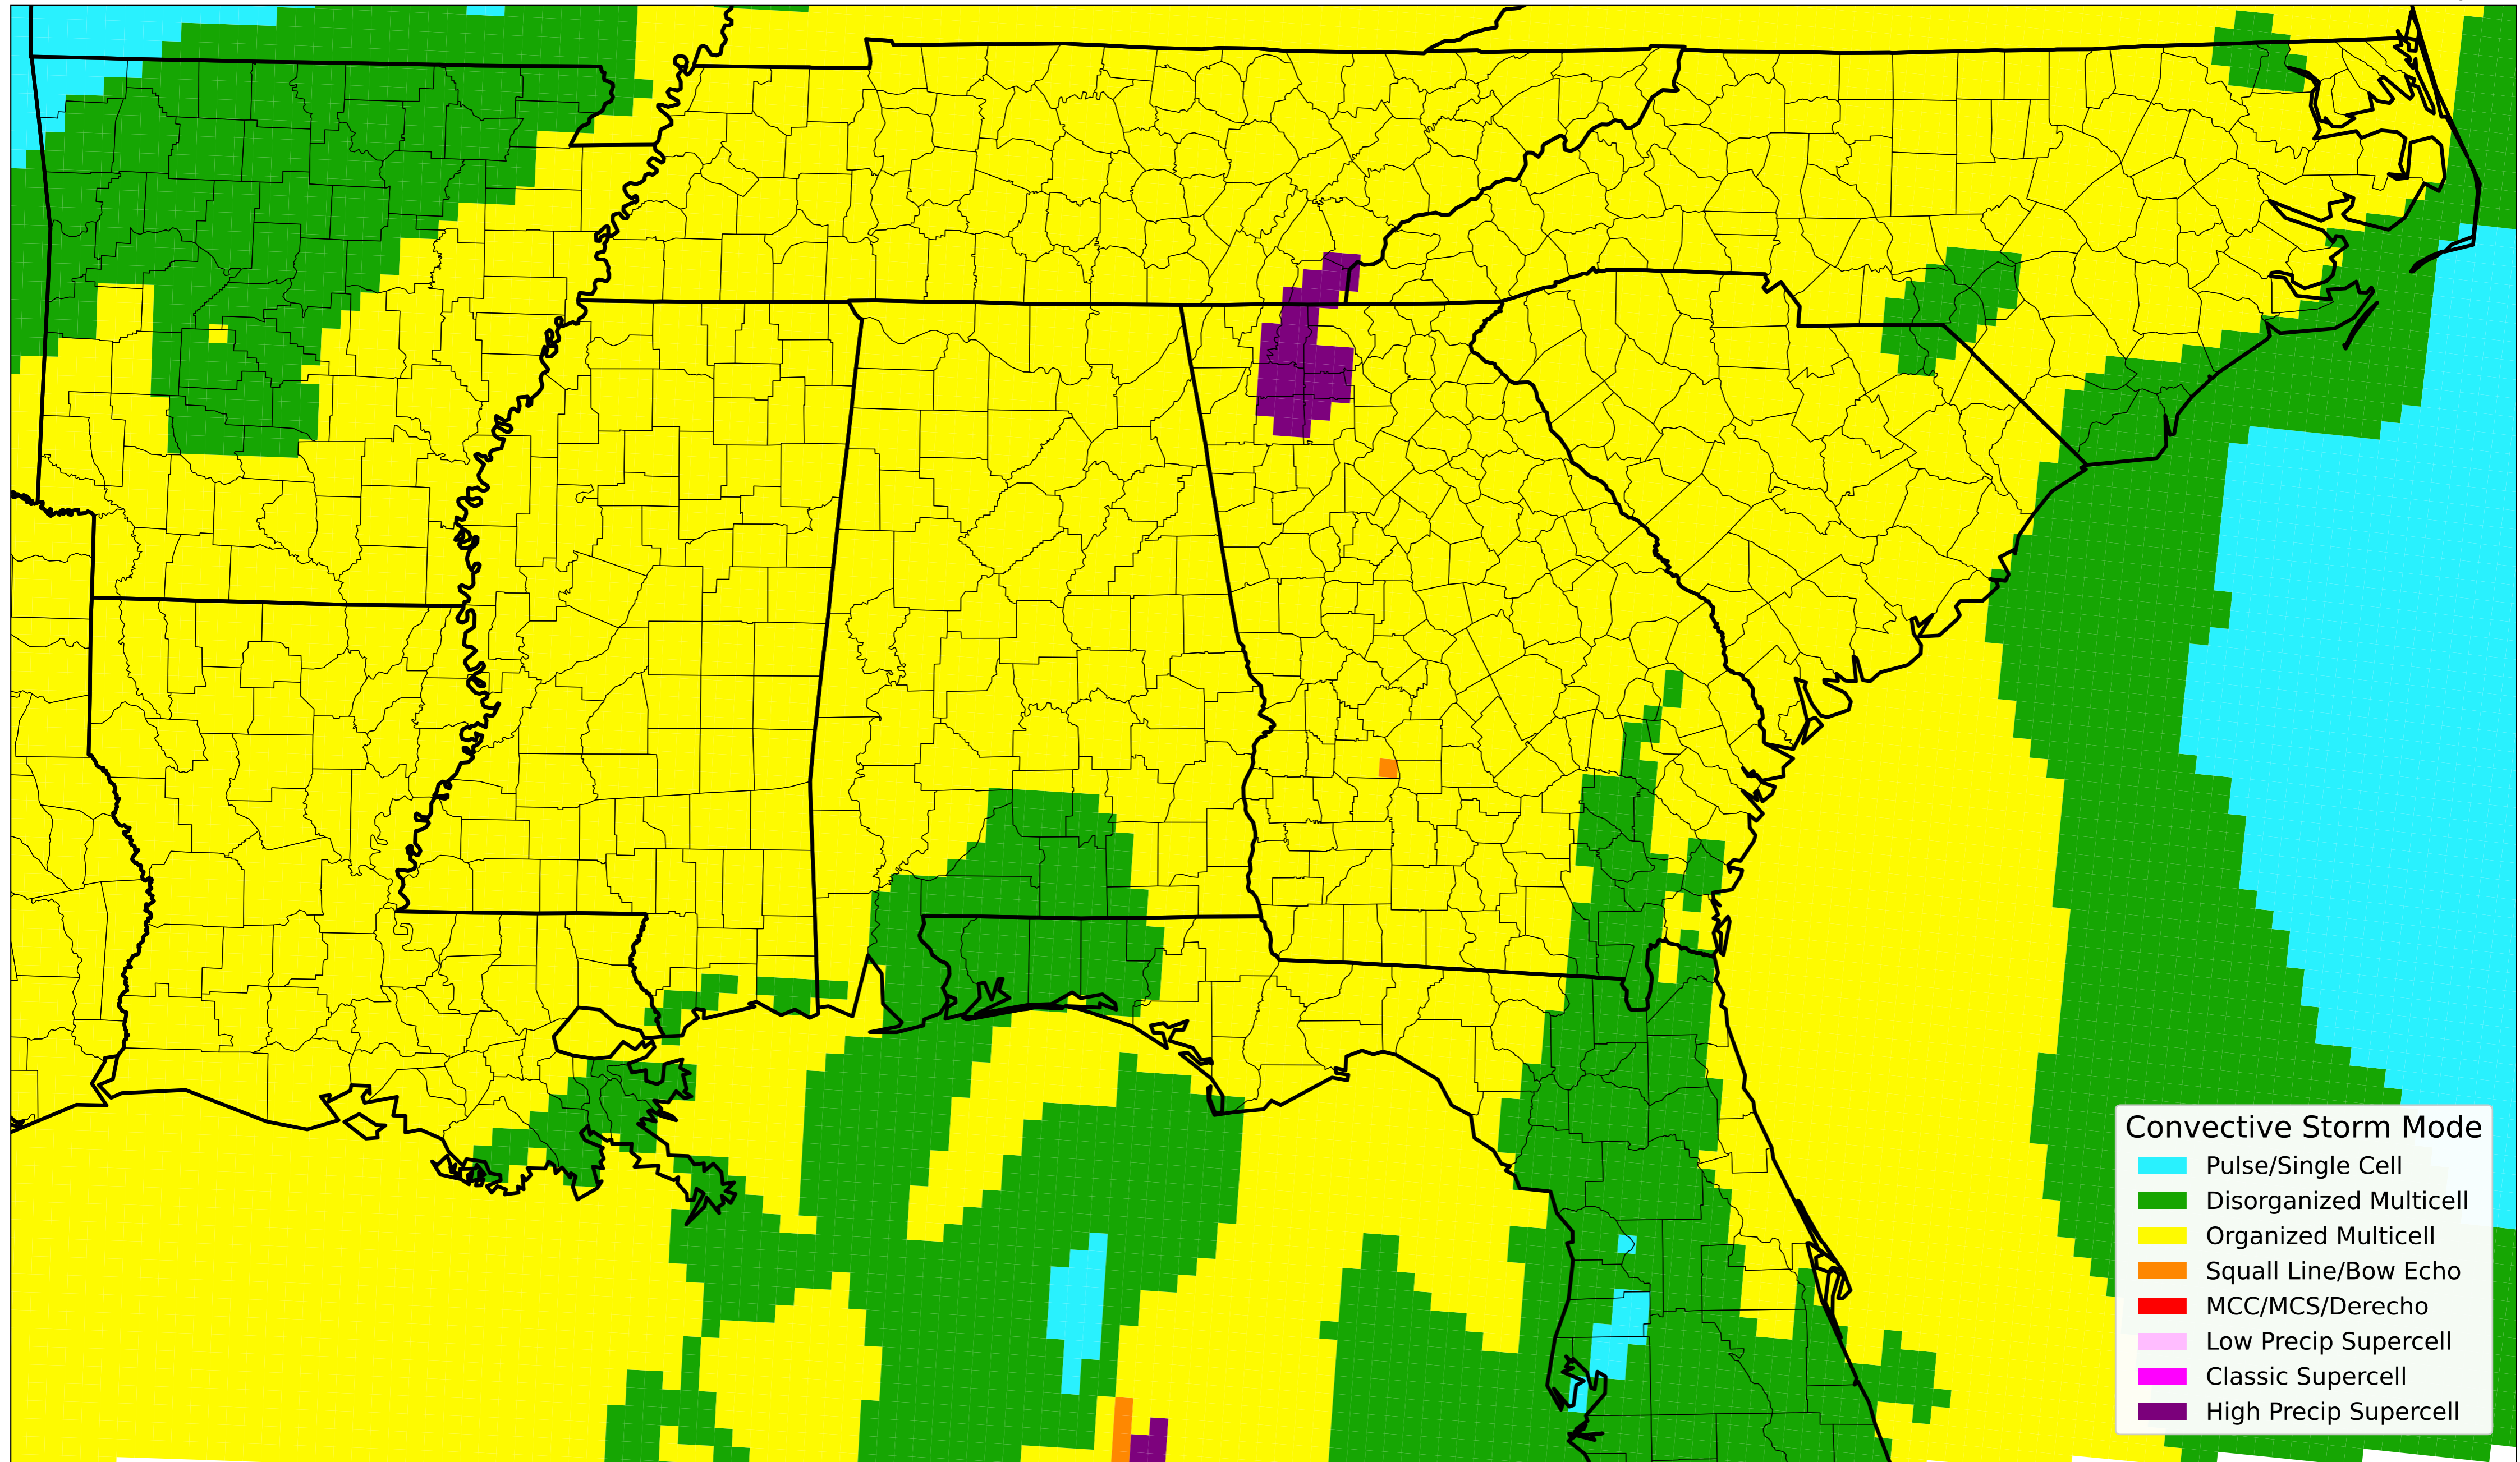 Convective Storm Mode
Pulse/Single Cell
Disorganized Multicell
Organized Multicell
Squall Line/Bow Echo
MCC/MCS/Derecho
Low Precip Supercell
Classic Supercell
High Precip Supercell